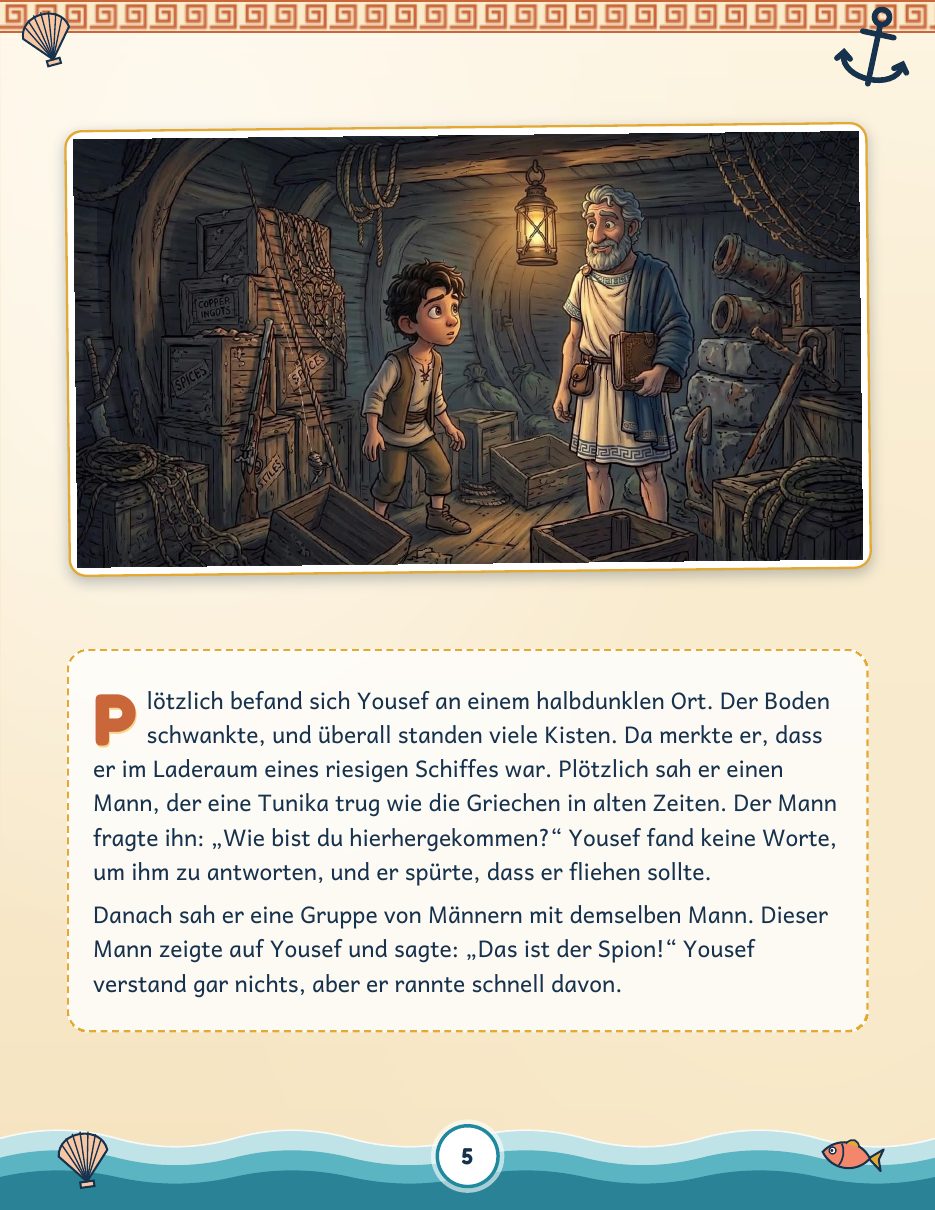 COPPER
INGOTS
SPICES
SPICES
Plötzlich befand sich Yousef an einem halbdunklen Ort. Der Boden
schwankte, und überall standen viele Kisten. Da merkte er, dass
er im Laderaum eines riesigen Schiffes war. Plötzlich sah er einen
Mann, der eine Tunika trug wie die Griechen in alten Zeiten. Der Mann
fragte ihn: „Wie bist du hierhergekommen?“ Yousef fand keine Worte,
um ihm zu antworten, und er spürte, dass er fliehen sollte.
Danach sah er eine Gruppe von Männern mit demselben Mann. Dieser
Mann zeigte auf Yousef und sagte: „Das ist der Spion!“ Yousef
verstand gar nichts, aber er rannte schnell davon.
5